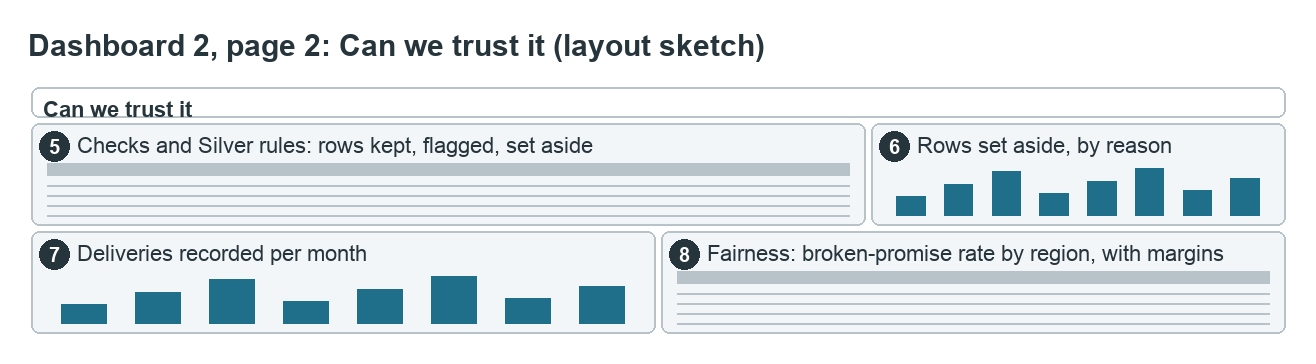 Dashboard 2, page 2: Can we trust it (layout sketch)
Can we trust it
5 Checks and Silver rules: rows kept, flagged, set aside
6 Rows set aside, by reason
7 Deliveries recorded per month
8 Fairness: broken-promise rate by region, with margins